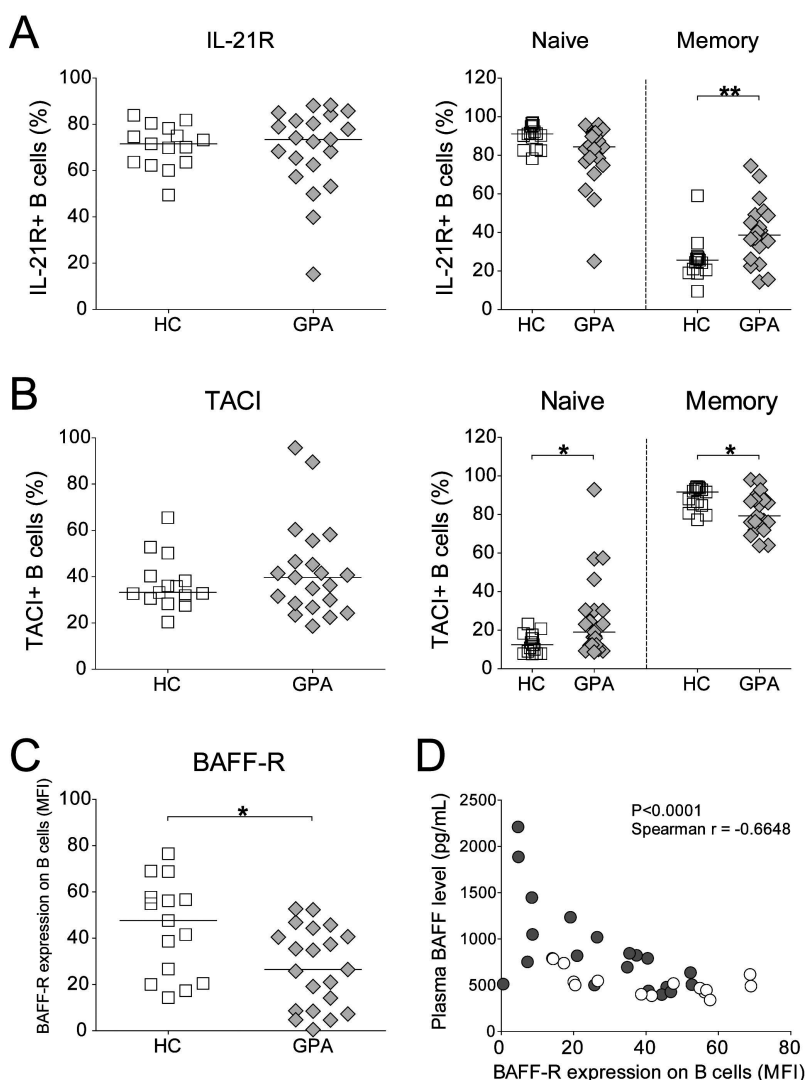 A
IL-21R
Naive
Memory
IL-21R+ B cells (%)
100
80
60
40
20
0
HC
GPA
IL-21R+ B cells (%)
120
100
80
60
40
20
0
**
HC
GPA
HC
GPA
B
TACI
Naive
Memory
TACI+ B cells (%)
100
80
60
40
20
0
HC
GPA
TACI+ B cells (%)
120
100
80
60
40
20
0
*
*
HC
GPA
HC
GPA
C
BAFF-R
BAFF-R expression on B cells (MFI)
100
80
60
40
20
0
*
HC
GPA
D
Plasma BAFF level (pg/mL)
2500
2000
1500
1000
500
0
P<0.0001
Spearman r = -0.6648
0
20
40
60
80
BAFF-R expression on B cells (MFI)